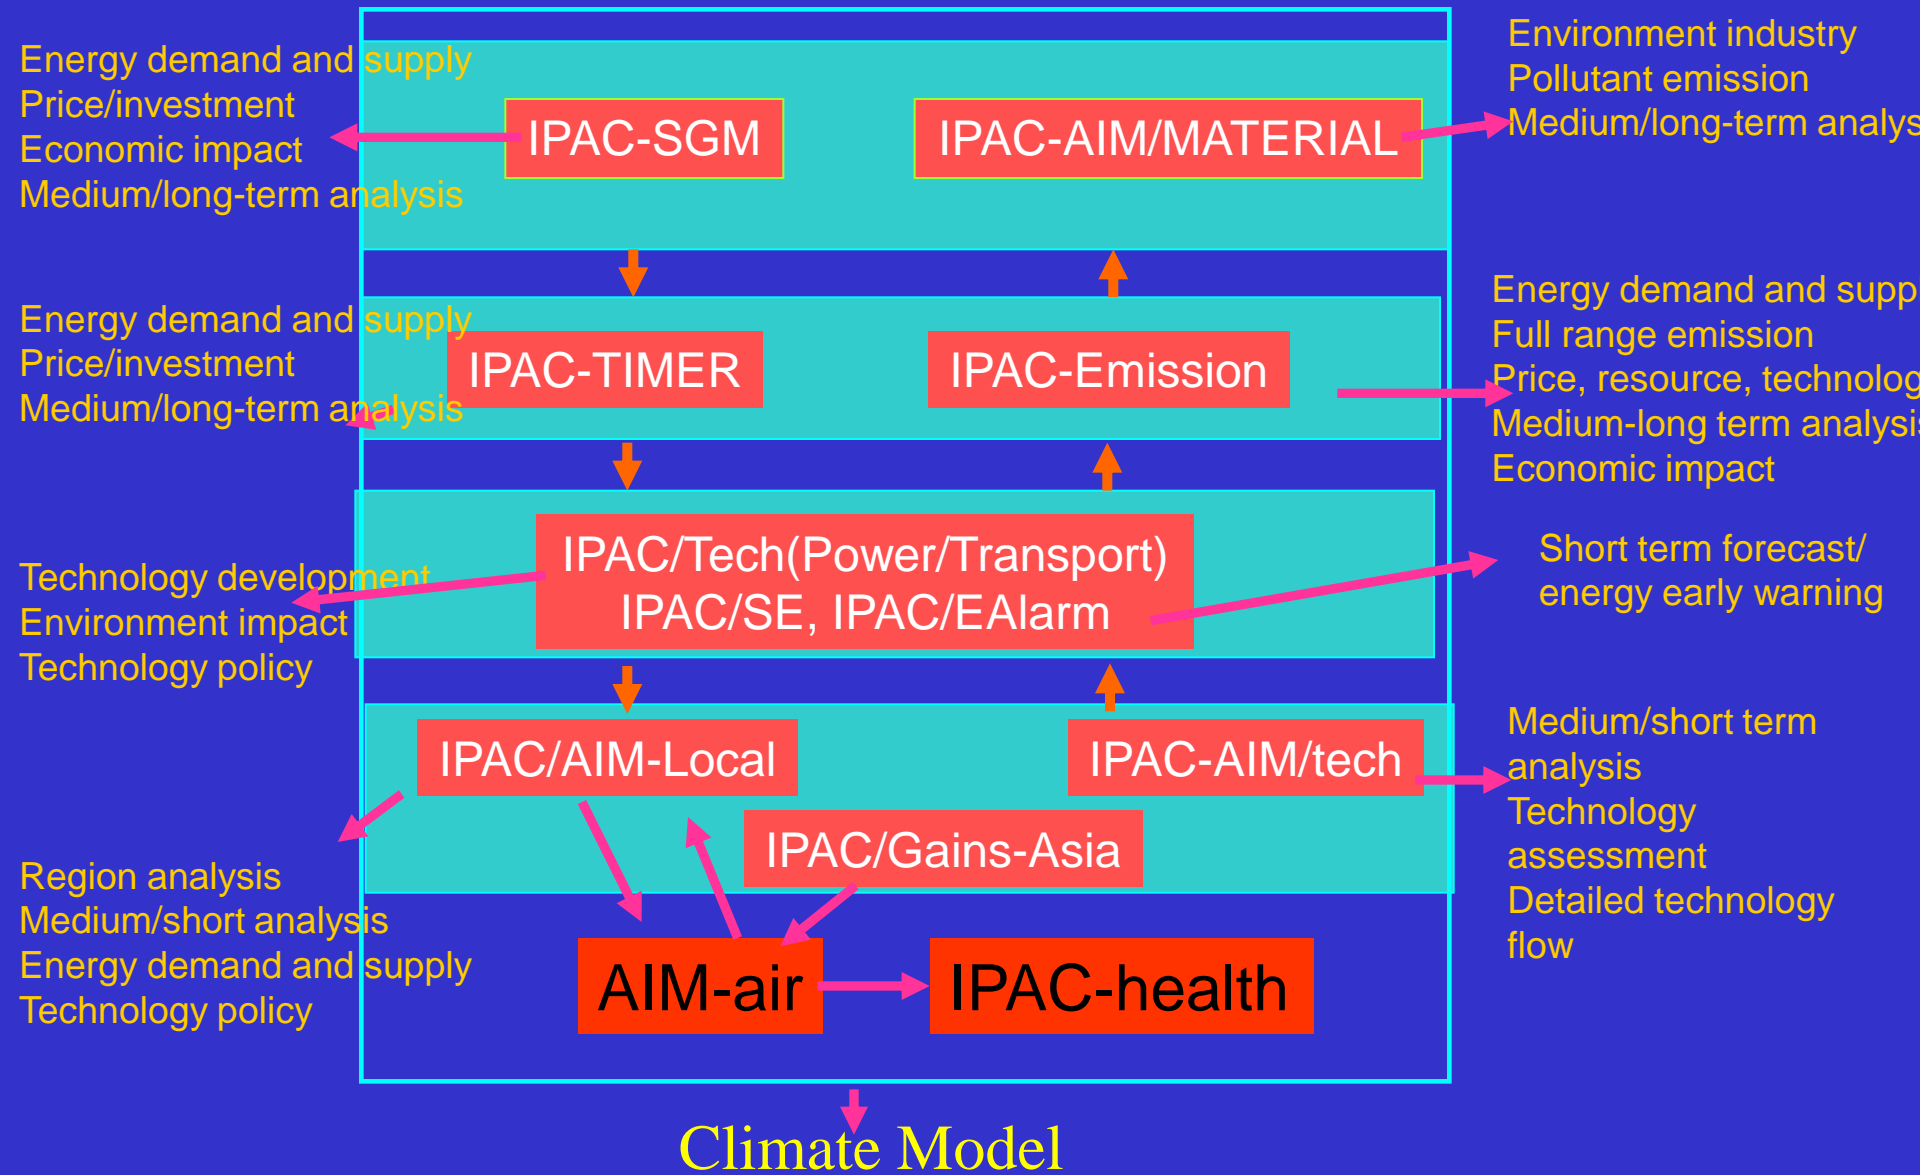 Energy demand and supply
Price/investment
Economic impact
Medium/long-term analysis
IPAC-SGM
IPAC-AIM/MATERIAL
Environment industry
Pollutant emission
Medium/long-term analys
Energy demand and supply
Price/investment
Medium/long-term analysis
IPAC-TIMER
IPAC-Emission
Energy demand and supp
Full range emission
Price, resource, technolog
Medium-long term analysis
Economic impact
Technology development
Environment impact
Technology policy
IPAC/Tech(Power/Transport)
IPAC/SE, IPAC/EAlarm
Short term forecast/
energy early warning
IPAC/AIM-Local
IPAC-AIM/tech
IPAC/Gains-Asia
Medium/short term
analysis
Technology
assessment
Detailed technology
flow
Region analysis
Medium/short analysis
Energy demand and supply
Technology policy
AIM-air
IPAC-health
Climate Model